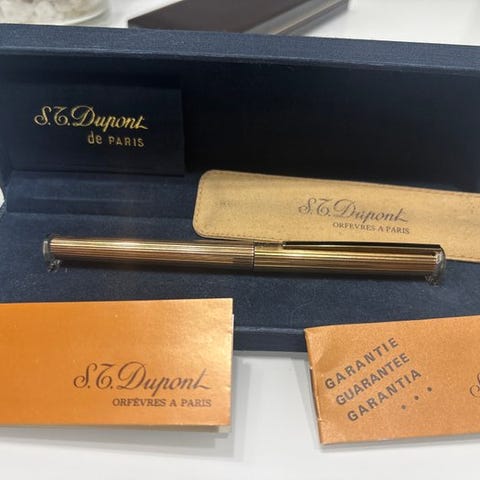 S.T. Dupont
de PARIS
S.T. Dupont
ORFÈVRES A PARIS
S.T. Dupont
ORFÈVRES A PARIS
GARANTIE
GUARANTEE
GARANTIA